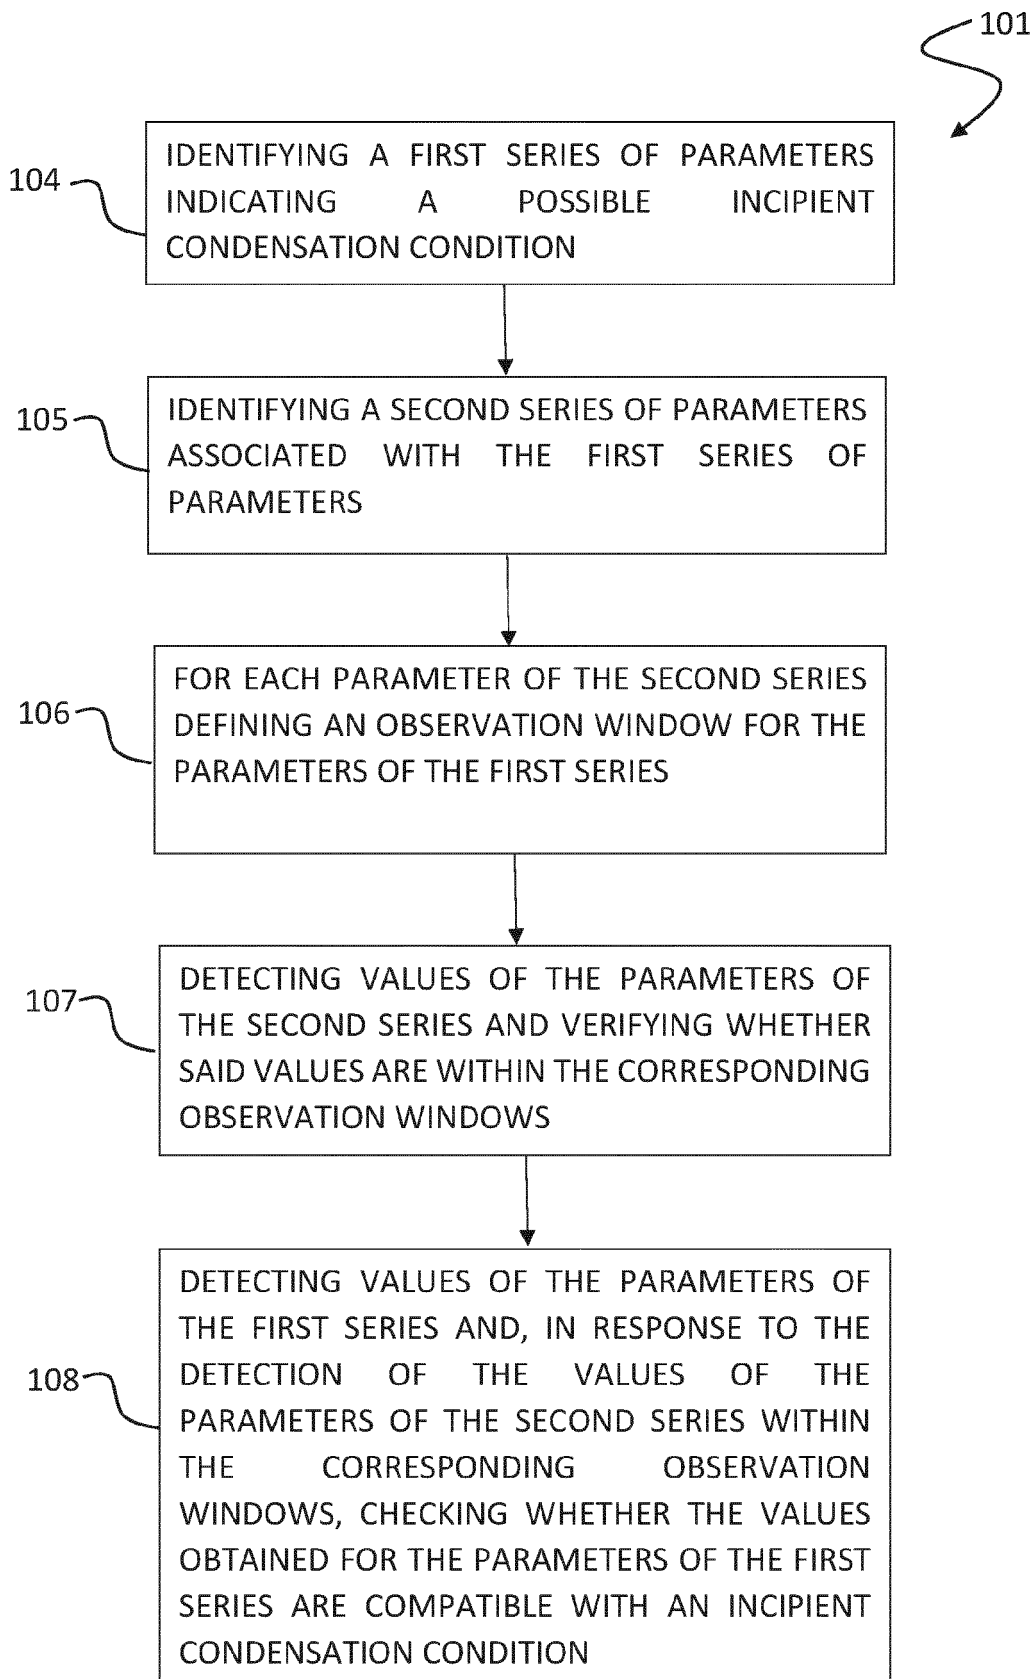 101
104
IDENTIFYING A FIRST SERIES OF PARAMETERS
INDICATING A POSSIBLE INCIPIENT
CONDENSATION CONDITION
105
IDENTIFYING A SECOND SERIES OF PARAMETERS
ASSOCIATED WITH THE FIRST SERIES OF
PARAMETERS
106
FOR EACH PARAMETER OF THE SECOND SERIES
DEFINING AN OBSERVATION WINDOW FOR THE
PARAMETERS OF THE FIRST SERIES
107
DETECTING VALUES OF THE PARAMETERS OF
THE SECOND SERIES AND VERIFYING WHETHER
SAID VALUES ARE WITHIN THE CORRESPONDING
OBSERVATION WINDOWS
108
DETECTING VALUES OF THE PARAMETERS OF
THE FIRST SERIES AND, IN RESPONSE TO THE
DETECTION OF THE VALUES OF THE
PARAMETERS OF THE SECOND SERIES WITHIN
THE CORRESPONDING OBSERVATION
WINDOWS, CHECKING WHETHER THE VALUES
OBTAINED FOR THE PARAMETERS OF THE FIRST
SERIES ARE COMPATIBLE WITH AN INCIPIENT
CONDENSATION CONDITION